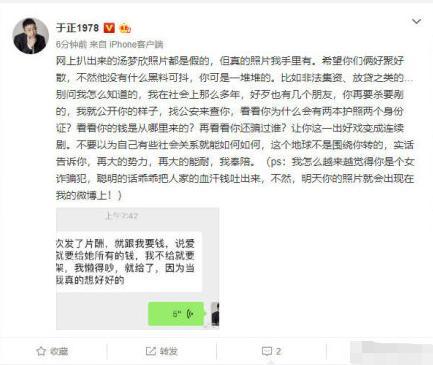 于正1978
6分钟前 来自 iPhone客户端
网上扒出来的汤梦欣照片都是假的，但真的照片我手里有。希望你们俩好聚好
散，不然他没有什么黑料可抖，你可是一堆堆的。比如非法集资、放贷之类的...
别问我怎么知道的，我在社会上那么多年，好歹也有几个朋友，你再要杀要剐
的，我就公开你的样子，找公安来查你，看看你为什么会有两本护照两个身份
证？看看你的钱是从哪里来的？再看看你还骗过谁？让你这一出好戏变成连续
剧。不要以为自己有些社会关系就能如何如何，这个地球不是围绕你转的，实话
告诉你，再大的势力，再大的能耐，我奉陪。（ps：我怎么越来越觉得你是个女
诈骗犯，聪明的话乖乖把人家的血汗钱吐出来，不然，明天你的照片就会出现在
我的微博上！）
上午7:42
次发了片酬，就跟我要钱，说爱
就要给她所有的钱，我不给就要
架，我懒得吵，就给了，因为当
我真的想好好的
6"
收藏
转发
2